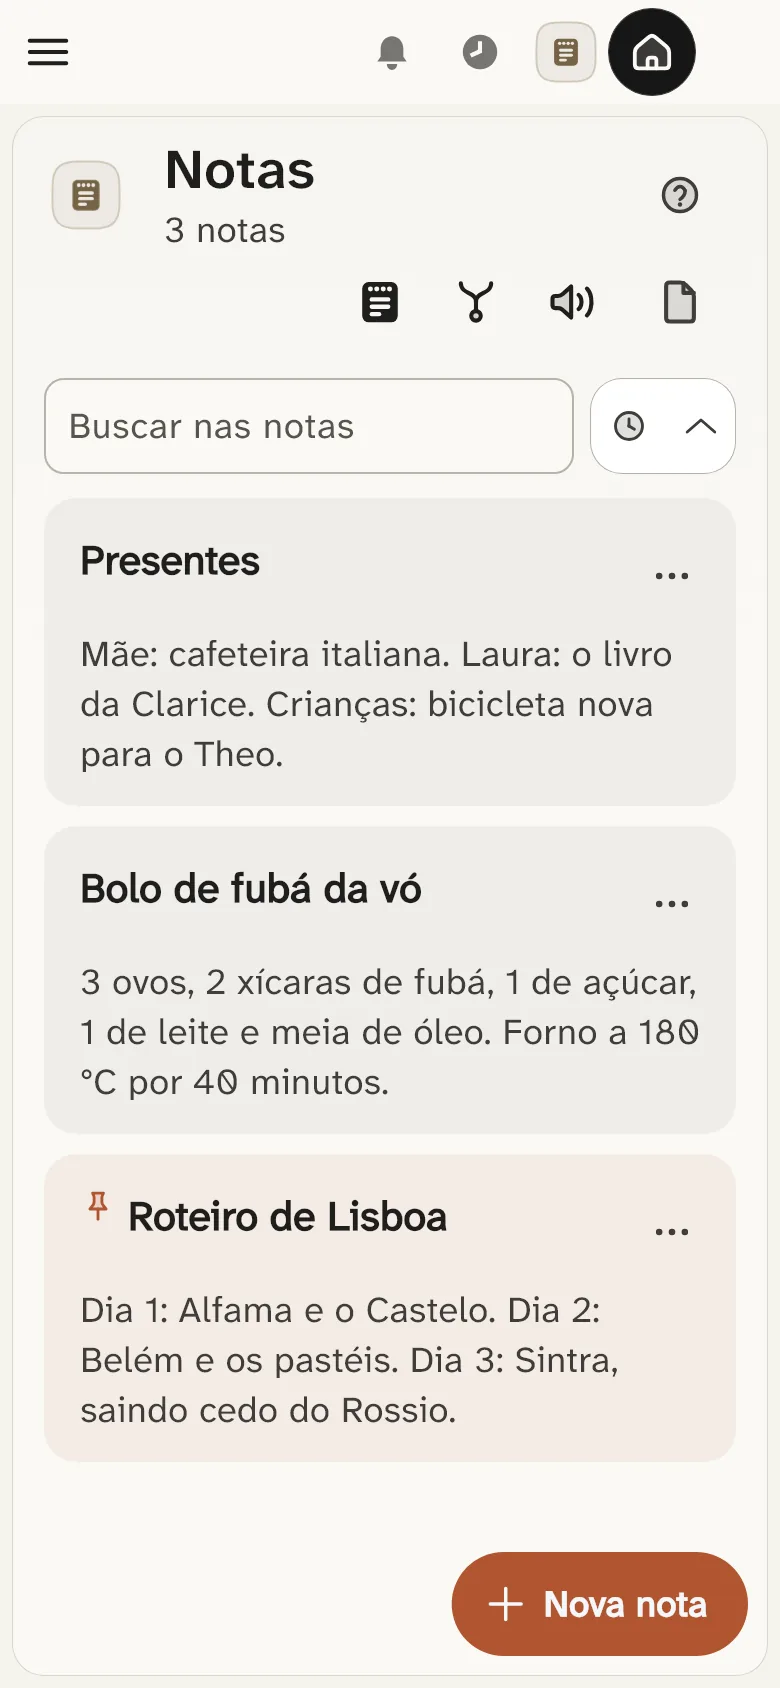 Notas
3 notas
Buscar nas notas
Presentes
Mãe: cafeteira italiana. Laura: o livro
da Clarice. Crianças: bicicleta nova
para o Theo.
Bolo de fubá da vó
3 ovos, 2 xícaras de fubá, 1 de açúcar,
1 de leite e meia de óleo. Forno a 180
°C por 40 minutos.
Roteiro de Lisboa
Dia 1: Alfama e o Castelo. Dia 2:
Belém e os pastéis. Dia 3: Sintra,
saindo cedo do Rossio.
Nova nota